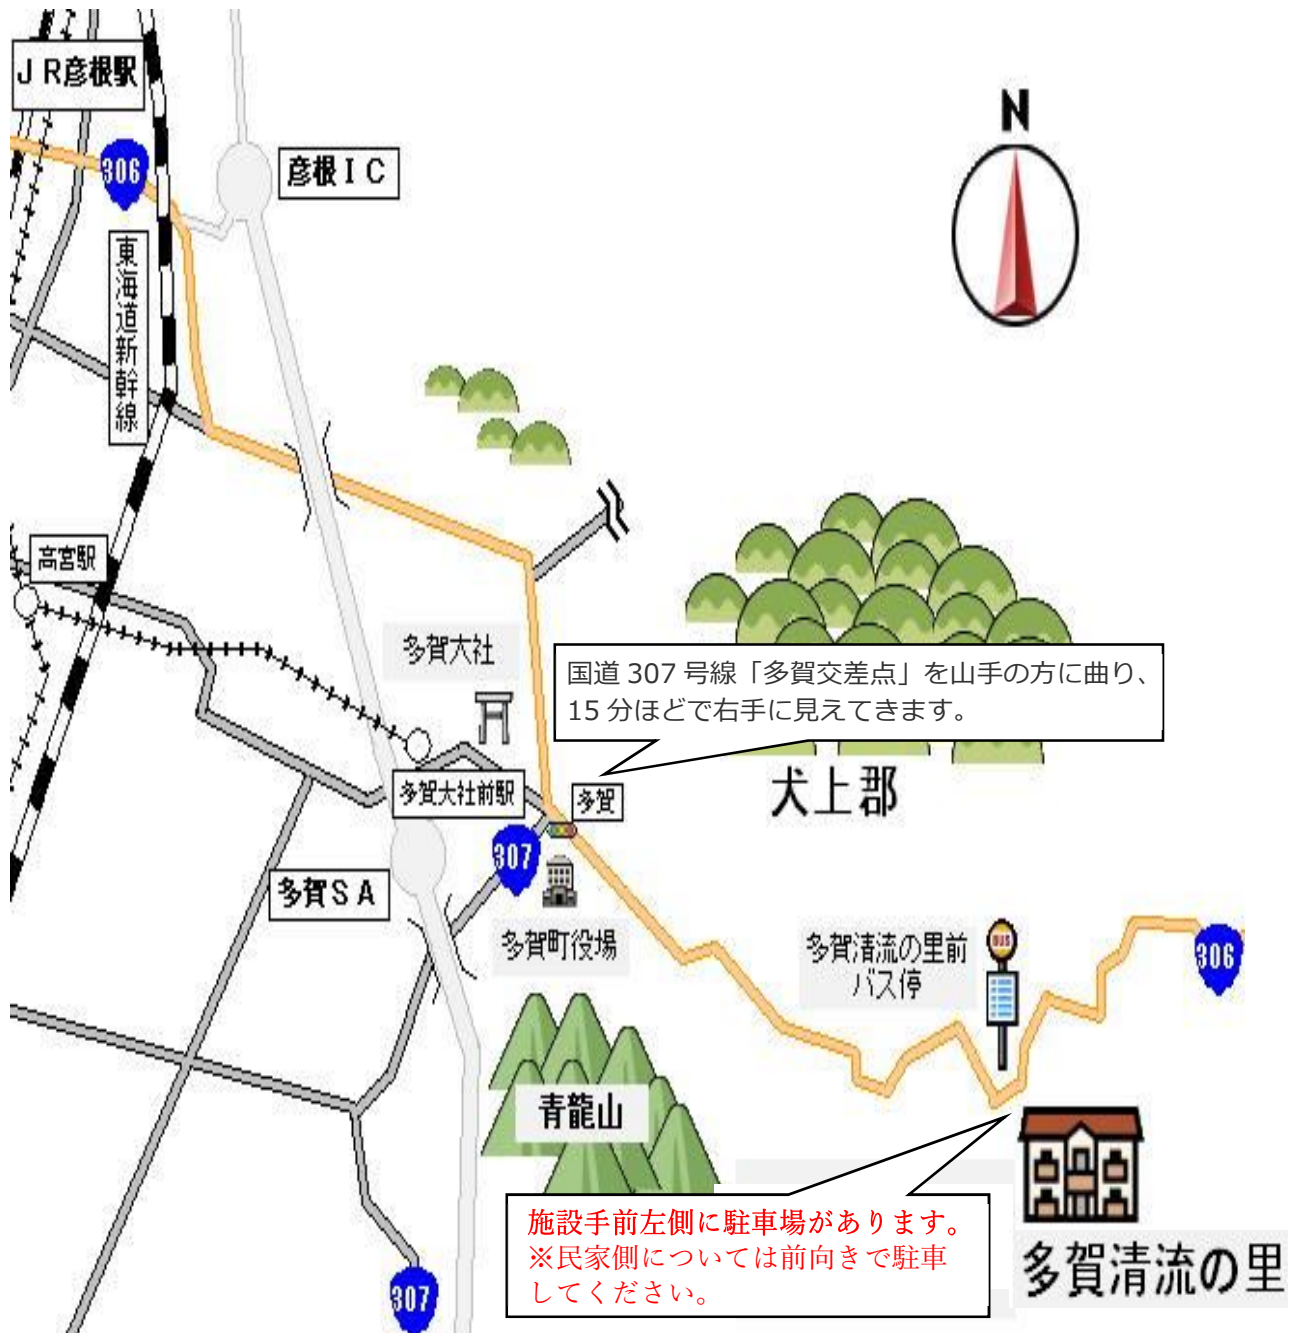 JR彦根駅
N
306
彦根IC
東海道新幹線
高宮駅
多賀大社
国道307号線「多賀交差点」を山手の方に曲り、
15分ほどで右手に見えてきます。
犬上郡
多賀大社前駅
多賀
307
多賀SA
多賀町役場
多賀清流の里前
バス停
BUS
306
青龍山
施設手前左側に駐車場があります。
※民家側については前向きで駐車
してください。
多賀清流の里
307